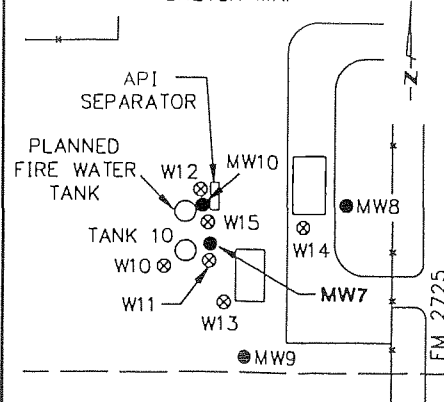 API
SEPARATOR
PLANNED
FIRE WATER
TANK
W12
MW10
W15
MW8
W14
TANK 10
W10
W11
MW7
W13
MW9
-N-
FM 2725